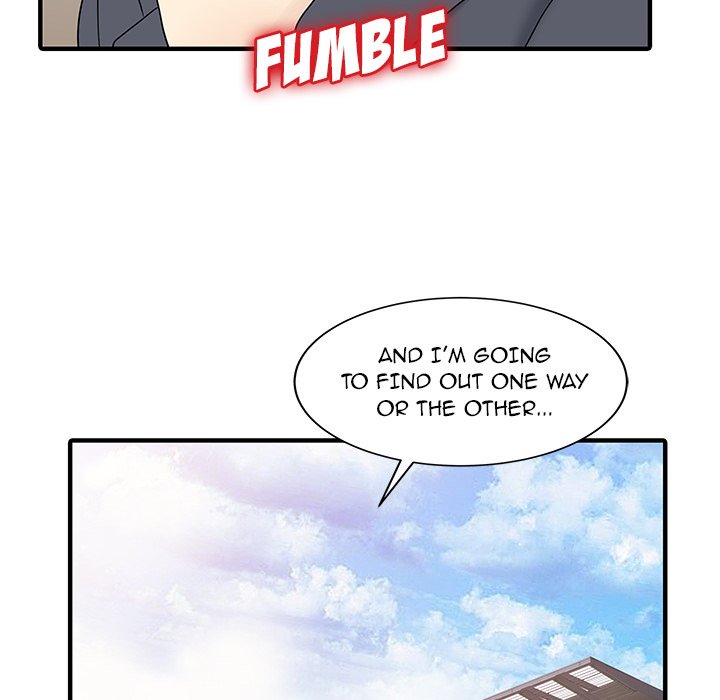 FUMBLE
AND I'M GOING
TO FIND OUT ONE WAY
OR THE OTHER...